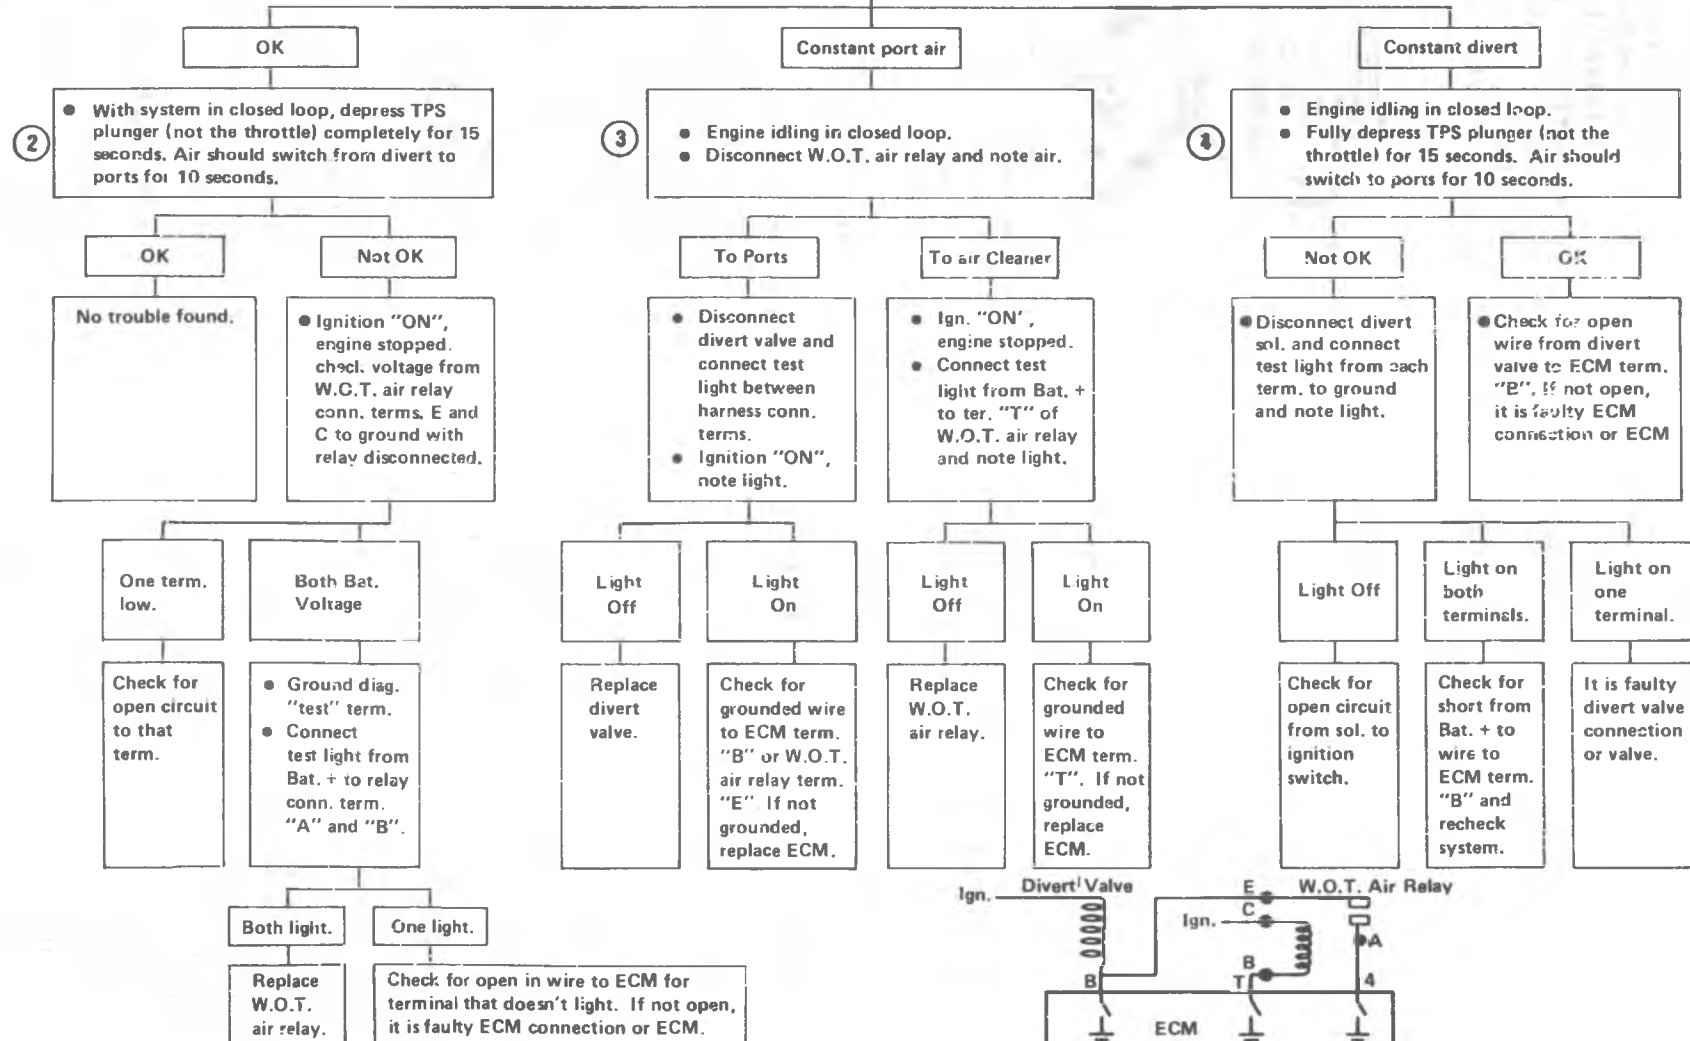 OK
Constant port air
Constant divert
2
● With system in closed loop, depress TPS
plunger (not the throttle) completely for 15
seconds. Air should switch from divert to
ports for 10 seconds.
3
● Engine idling in closed loop.
● Disconnect W.O.T. air relay and note air.
4
● Engine idling in closed loop.
● Fully depress TPS plunger (not the
throttle) for 15 seconds. Air should
switch to ports for 10 seconds.
OK
Not OK
To Ports
To air Cleaner
Not OK
OK
No trouble found.
● Ignition "ON",
engine stopped.
check voltage from
W.O.T. air relay
conn. terms. E and
C to ground with
relay disconnected.
● Disconnect
divert valve and
connect test
light between
harness conn.
terms.
● Ignition "ON",
note light.
● Ign. "ON",
engine stopped.
● Connect test
light from Bat. +
to ter. "T" of
W.O.T. air relay
and note light.
● Disconnect divert
sol. and connect
test light from each
term. to ground
and note light.
● Check for open
wire from divert
valve to ECM term.
"B". If not open,
it is faulty ECM
connection or ECM
One term.
low.
Both Bat.
Voltage
Light
Off
Light
On
Light
Off
Light
On
Light Off
Light on
both
terminals.
Light on
one
terminal.
Check for
open circuit
to that
term.
● Ground diag.
"test" term.
● Connect
test light from
Bat. + to relay
conn. term.
"A" and "B".
Replace
divert
valve.
Check for
grounded wire
to ECM term.
"B" or W.O.T.
air relay term.
"E". If not
grounded,
replace ECM.
Replace
W.O.T.
air relay.
Check for
grounded
wire to
ECM term.
"T". If not
grounded,
replace
ECM.
Check for
open circuit
from sol. to
ignition
switch.
Check for
short from
Bat. + to
wire to
ECM term.
"B" and
recheck
system.
It is faulty
divert valve
connection
or valve.
Both light.
One light.
Replace
W.O.T.
air relay.
Check for open in wire to ECM for
terminal that doesn't light. If not open,
it is faulty ECM connection or ECM.
Ign.
Divert Valve
E
W.O.T. Air Relay
C
Ign.
A
B
B
T
4
ECM